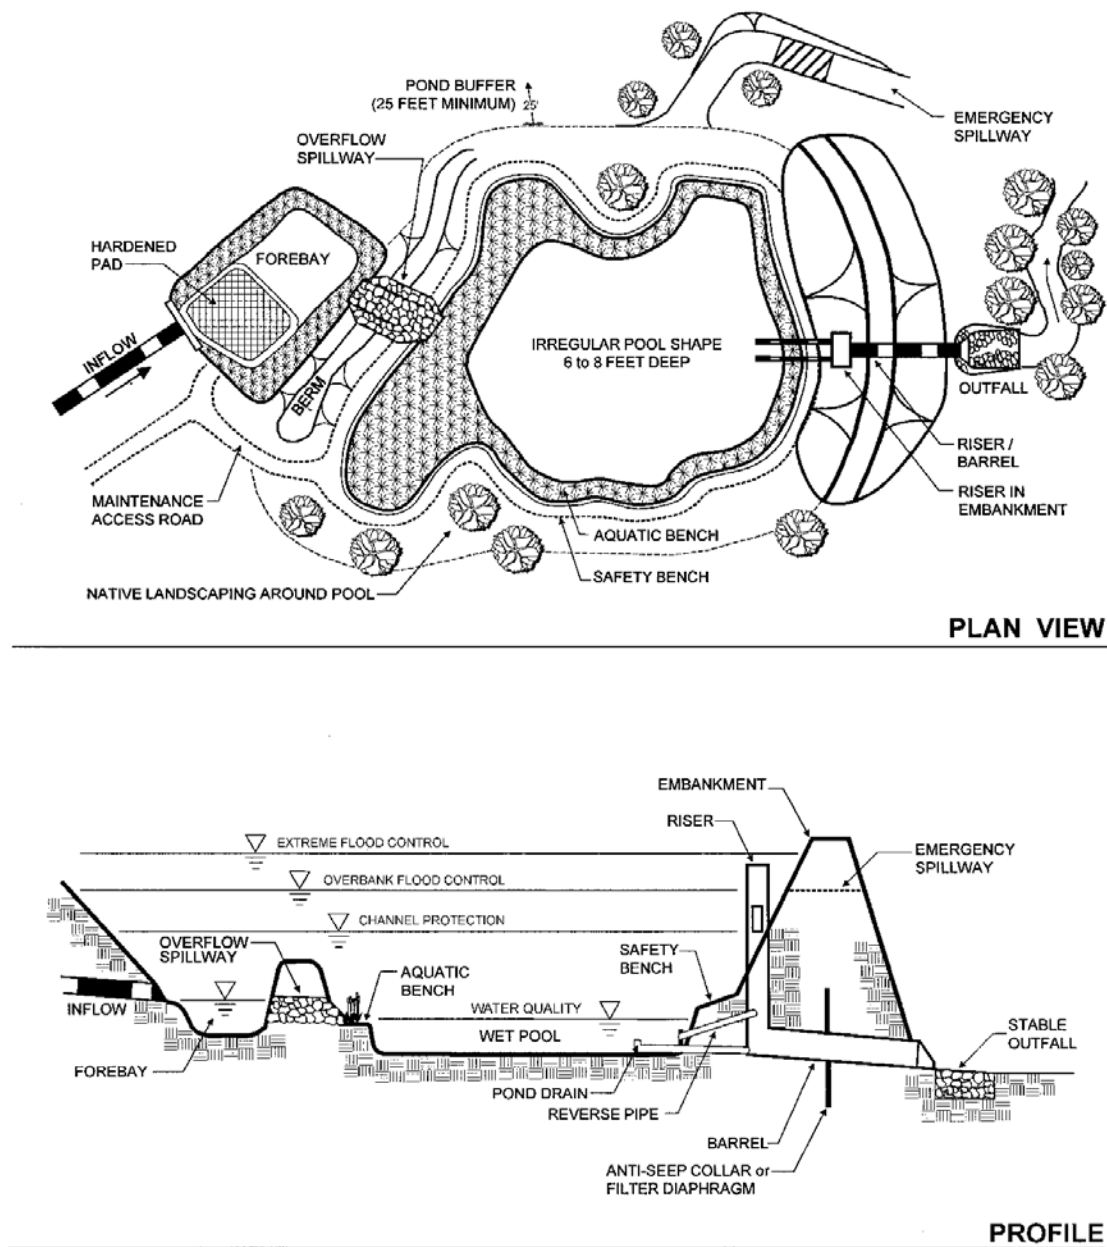 POND BUFFER
(25 FEET MINIMUM)
25'
EMERGENCY
SPILLWAY
OVERFLOW
SPILLWAY
HARDENED
PAD
FOREBAY
INFLOW
BERM
IRREGULAR POOL SHAPE
6 to 8 FEET DEEP
OUTFALL
RISER /
BARREL
RISER IN
EMBANKMENT
MAINTENANCE
ACCESS ROAD
AQUATIC BENCH
SAFETY BENCH
NATIVE LANDSCAPING AROUND POOL
PLAN VIEW
EMBANKMENT
RISER
EXTREME FLOOD CONTROL
EMERGENCY
SPILLWAY
OVERBANK FLOOD CONTROL
CHANNEL PROTECTION
OVERFLOW
SPILLWAY
SAFETY
BENCH
AQUATIC
BENCH
INFLOW
WATER QUALITY
WET POOL
STABLE
OUTFALL
FOREBAY
POND DRAIN
REVERSE PIPE
BARREL
ANTI-SEEP COLLAR or
FILTER DIAPHRAGM
PROFILE